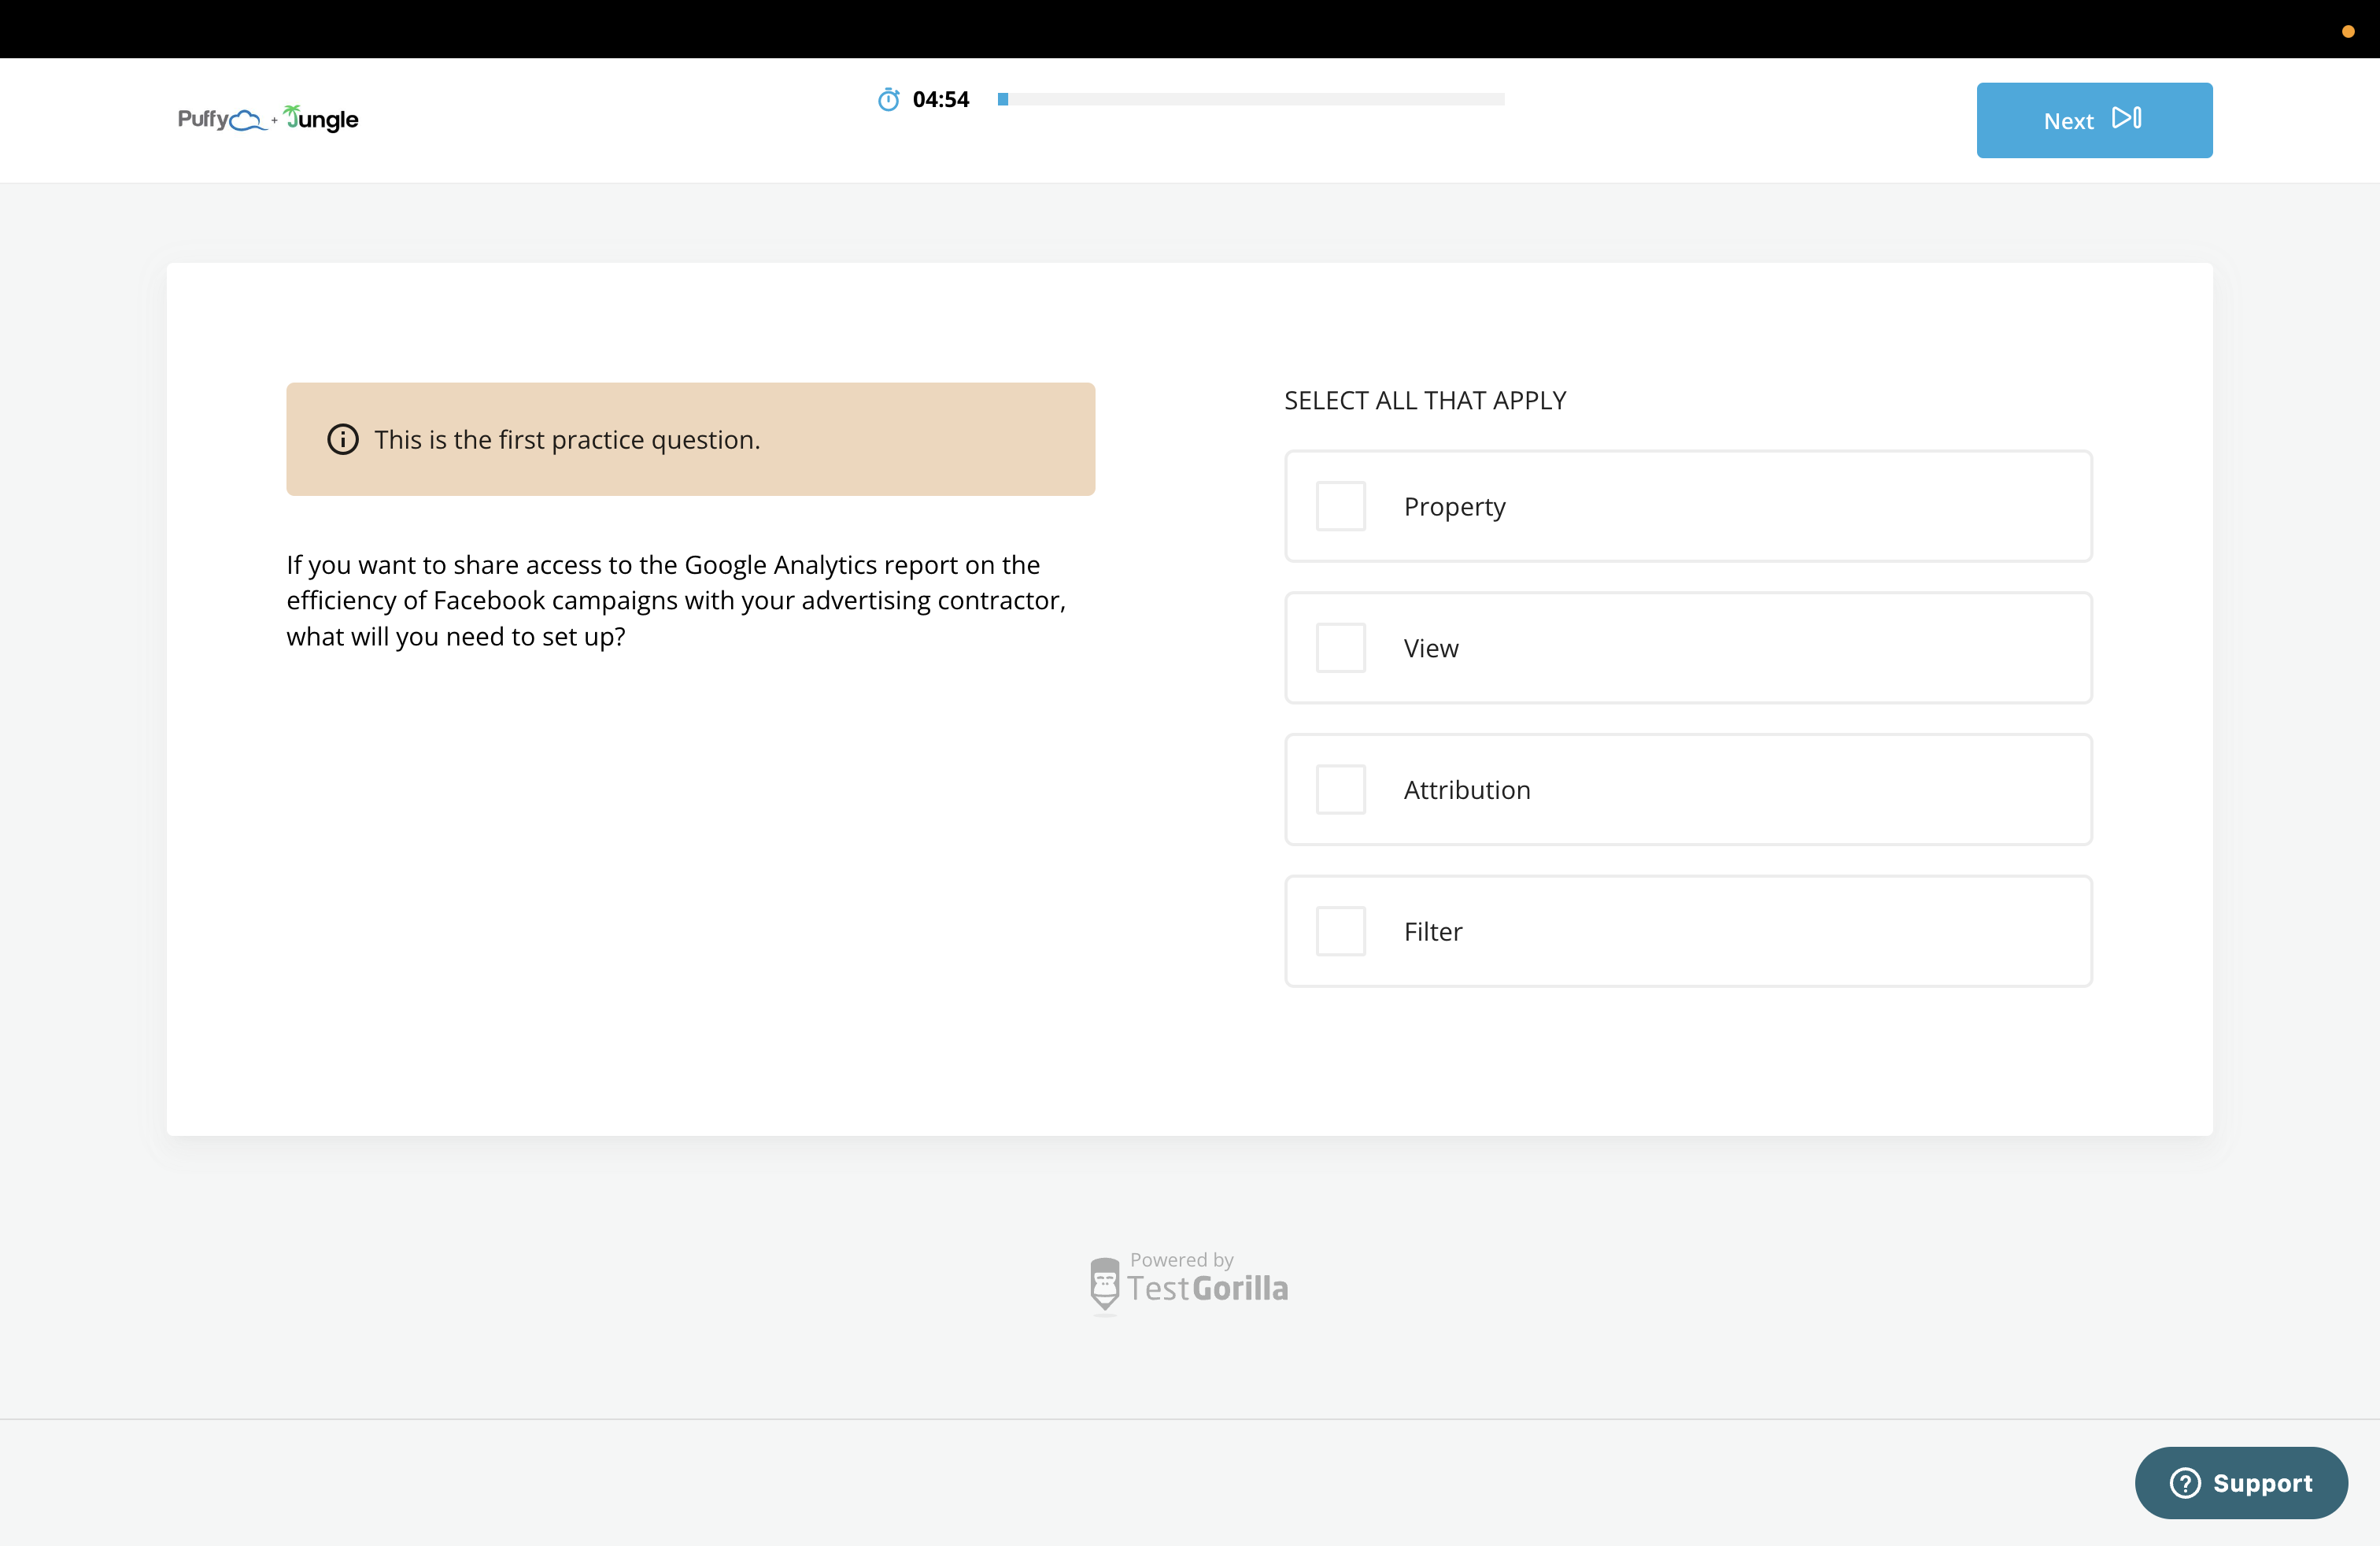 Puffy + Jungle
04:54
Next
This is the first practice question.
If you want to share access to the Google Analytics report on the
efficiency of Facebook campaigns with your advertising contractor,
what will you need to set up?
SELECT ALL THAT APPLY
Property
View
Attribution
Filter
Powered by
TestGorilla
Support